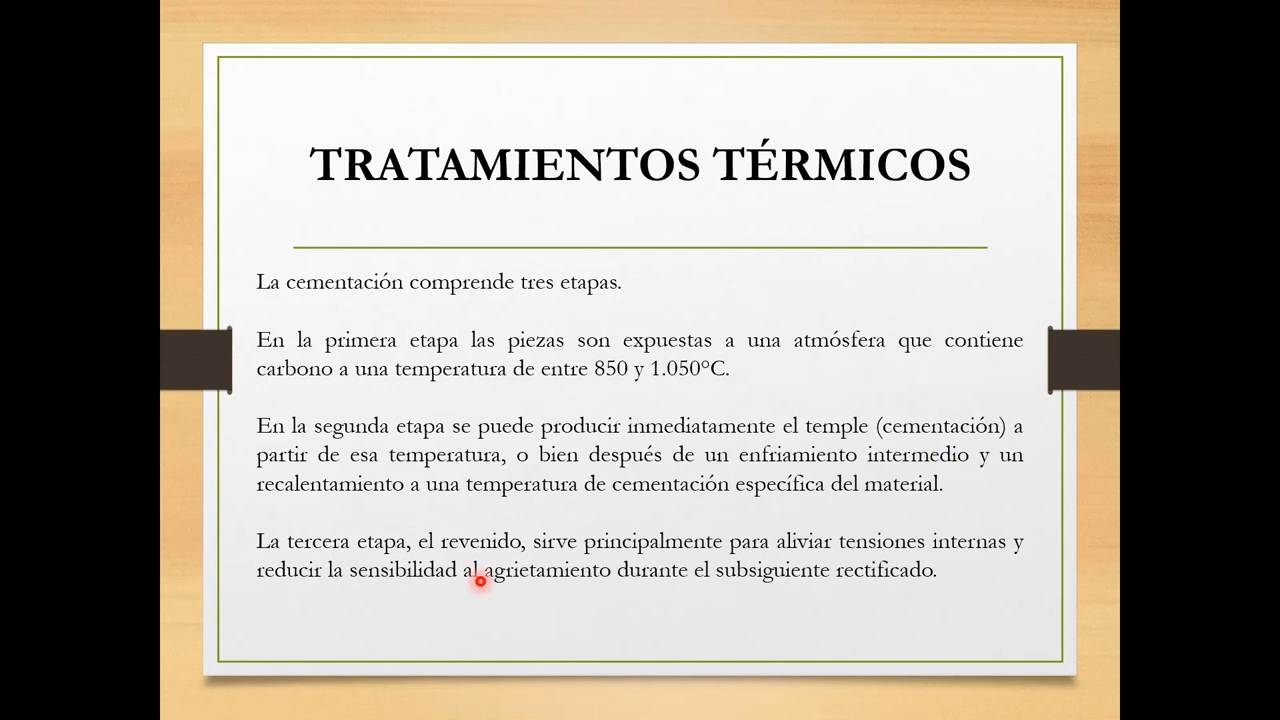 TRATAMIENTOS TÉRMICOS
La cementación comprende tres etapas.
En la primera etapa las piezas son expuestas a una atmósfera que contiene
carbono a una temperatura de entre 850 y 1.050°C.
En la segunda etapa se puede producir inmediatamente el temple (cementación) a
partir de esa temperatura, o bien después de un enfriamiento intermedio y un
recalentamiento a una temperatura de cementación específica del material.
La tercera etapa, el revenido, sirve principalmente para aliviar tensiones internas y
reducir la sensibilidad al agrietamiento durante el subsiguiente rectificado.